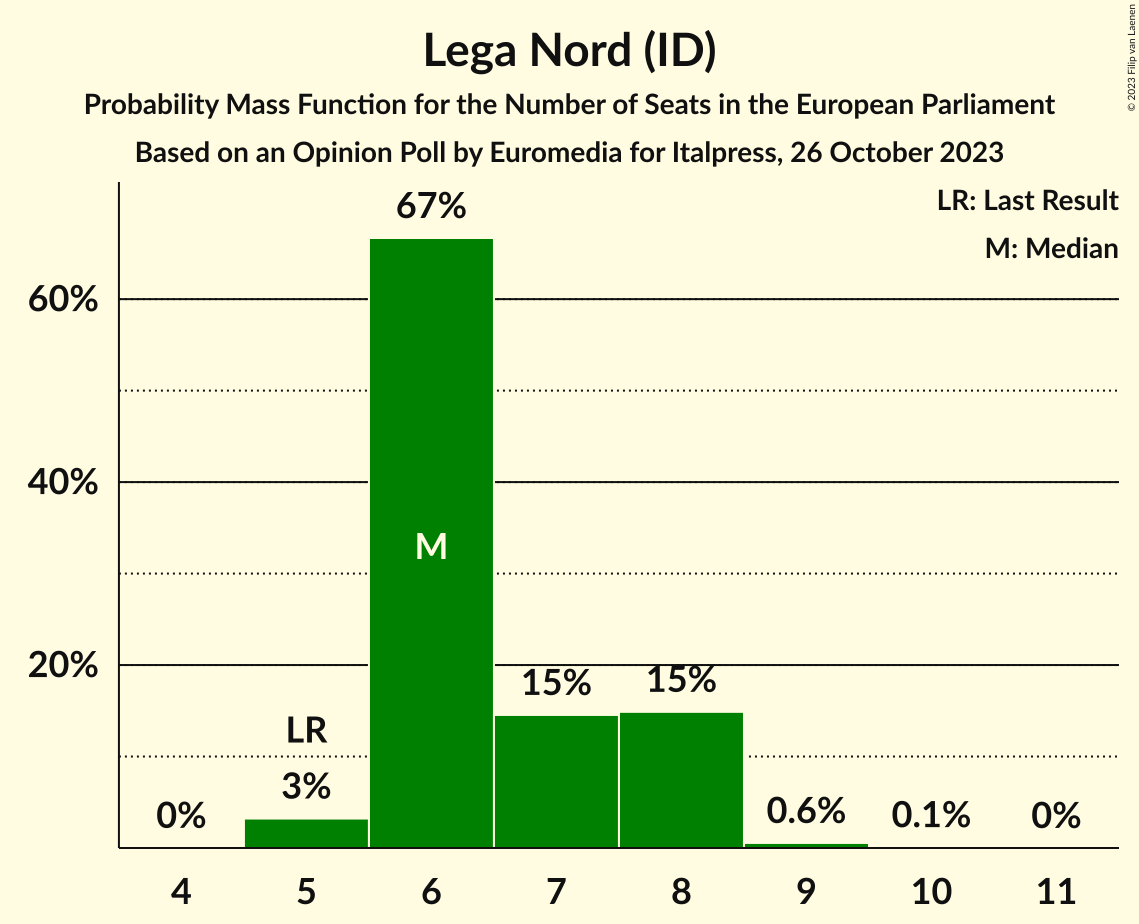 Lega Nord (ID)
Probability Mass Function for the Number of Seats in the European Parliament
Based on an Opinion Poll by Euromedia for Italpress, 26 October 2023
© 2023 Filip van Laenen
LR: Last Result
M: Median
67%
60%
40%
M
20%
15%
15%
LR
3%
0%
0.6%
0.1%
0%
4 5 6 7 8 9 10 11